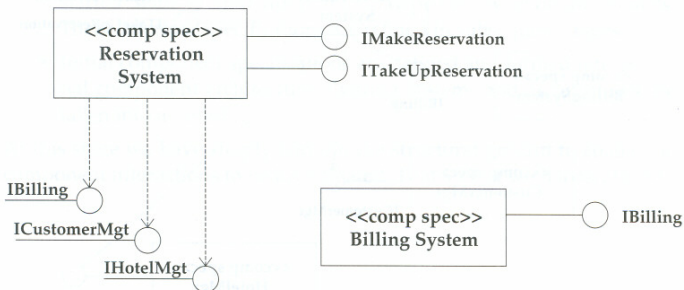 <<comp spec>>
Reservation
System
IMakeReservation
ITakeUpReservation
IBilling
ICustomerMgt
IHotelMgt
<<comp spec>>
Billing System
IBilling